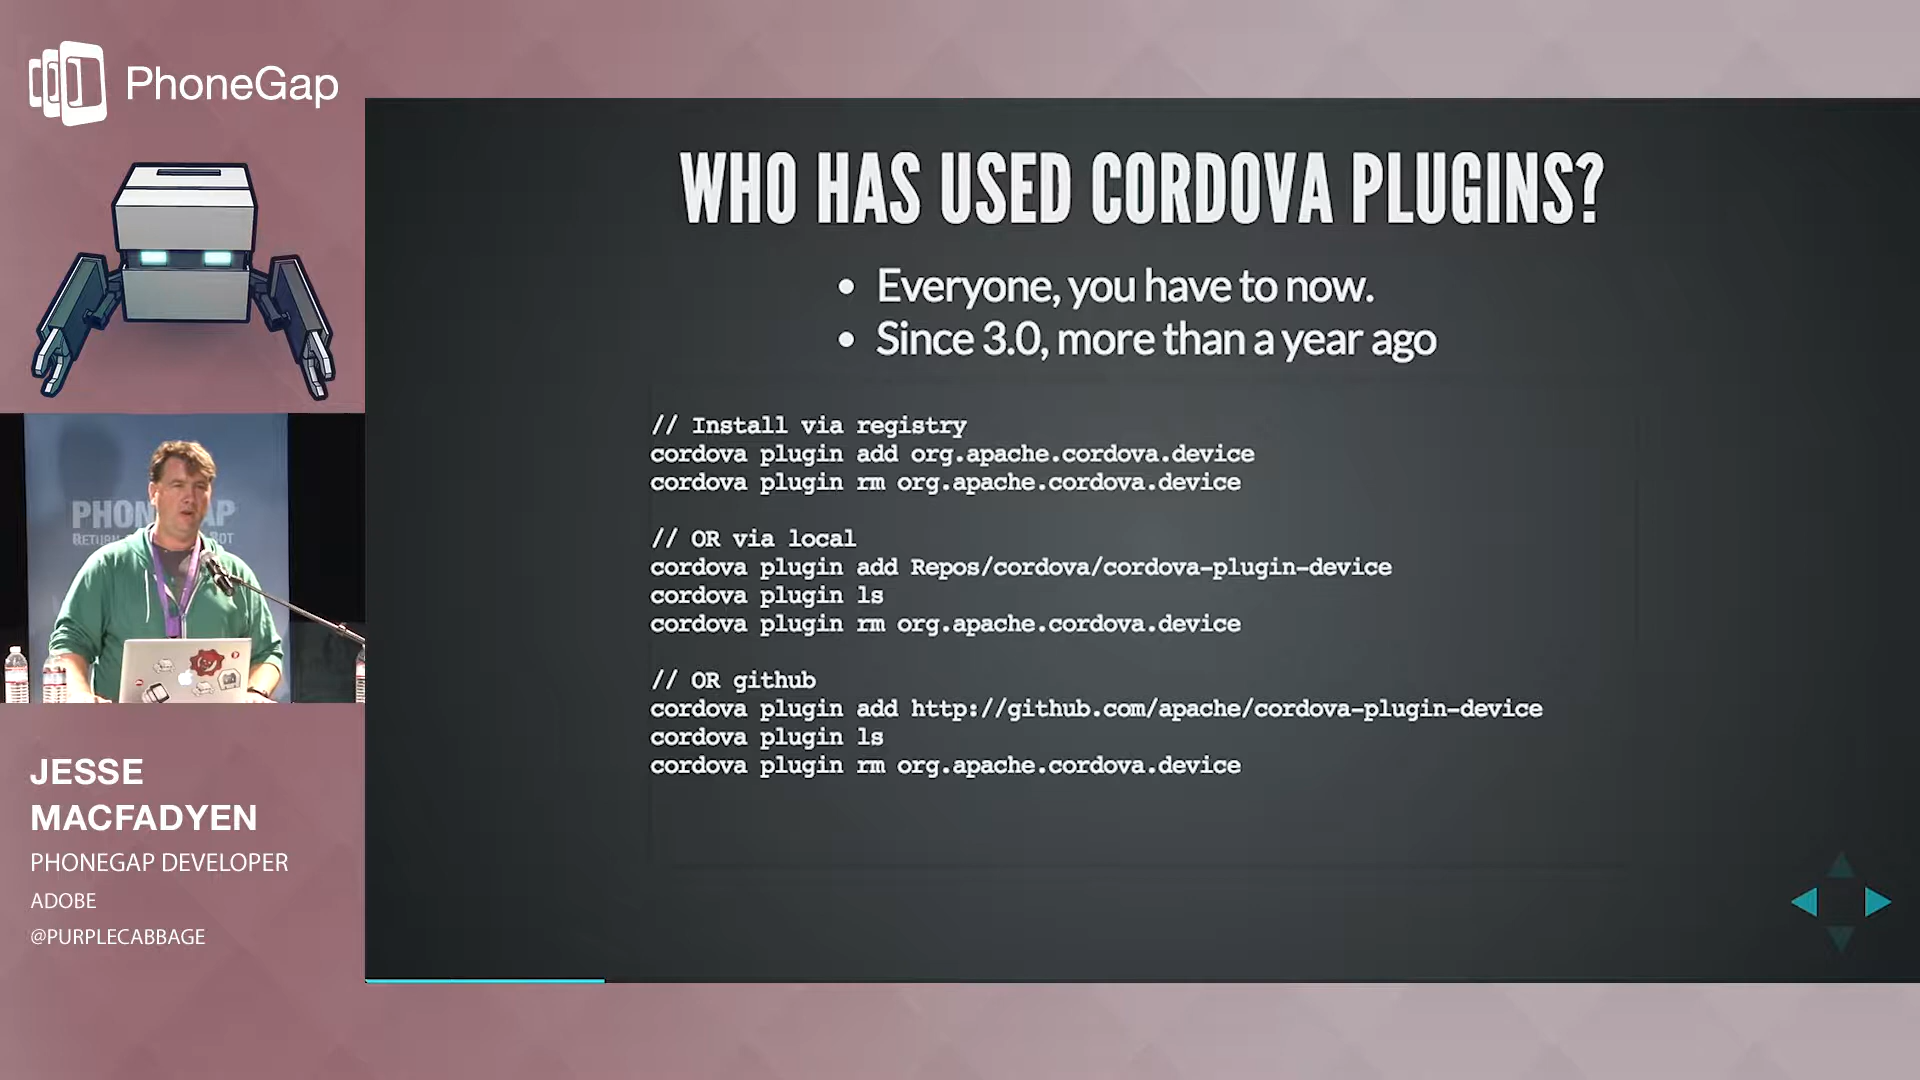 PhoneGap
WHO HAS USED CORDOVA PLUGINS?
• Everyone, you have to now.
• Since 3.0, more than a year ago
// Install via registry
cordova plugin add org.apache.cordova.device
cordova plugin rm org.apache.cordova.device
// OR via local
cordova plugin add Repos/cordova/cordova-plugin-device
cordova plugin ls
cordova plugin rm org.apache.cordova.device
// OR github
cordova plugin add http://github.com/apache/cordova-plugin-device
cordova plugin ls
cordova plugin rm org.apache.cordova.device
JESSE
MACFADYEN
PHONEGAP DEVELOPER
ADOBE
@PURPLECABBAGE